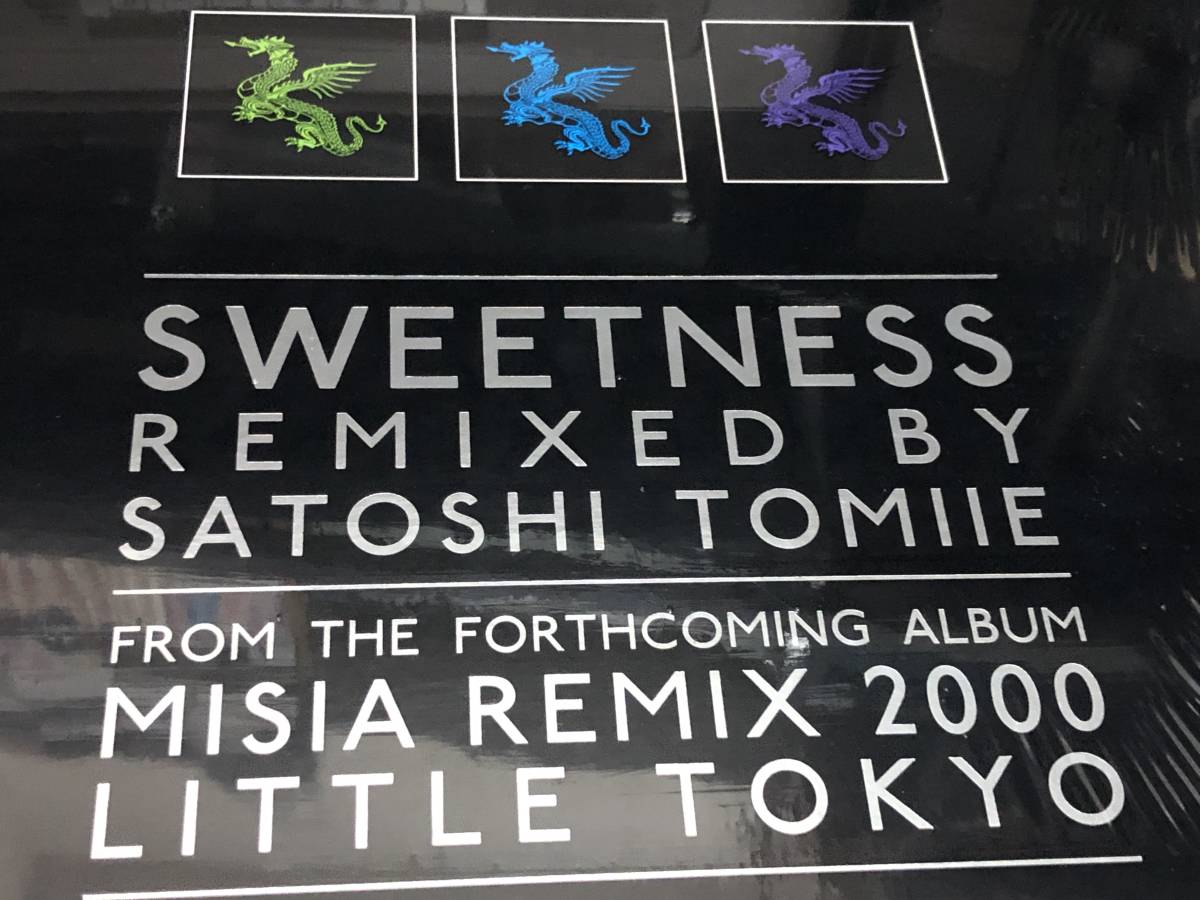 SWEETNESS
REMIXED BY
SATOSHI TOMIIE
FROM THE FORTHCOMING ALBUM
MISIA REMIX 2000
LITTLE TOKYO